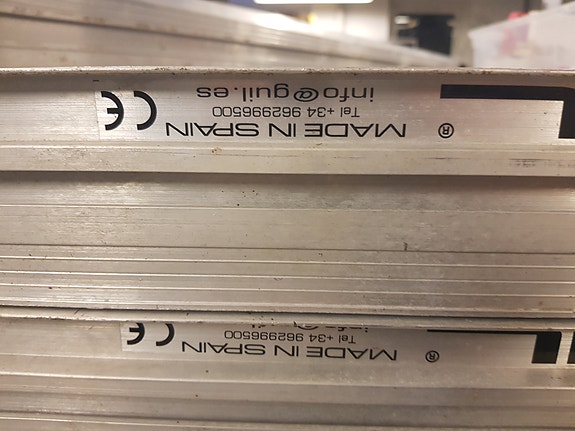 ® MADE IN SPAIN CE
Tel +34 962996500
® MADE IN SPAIN CE
Tel +34 962996500
info@guil.es